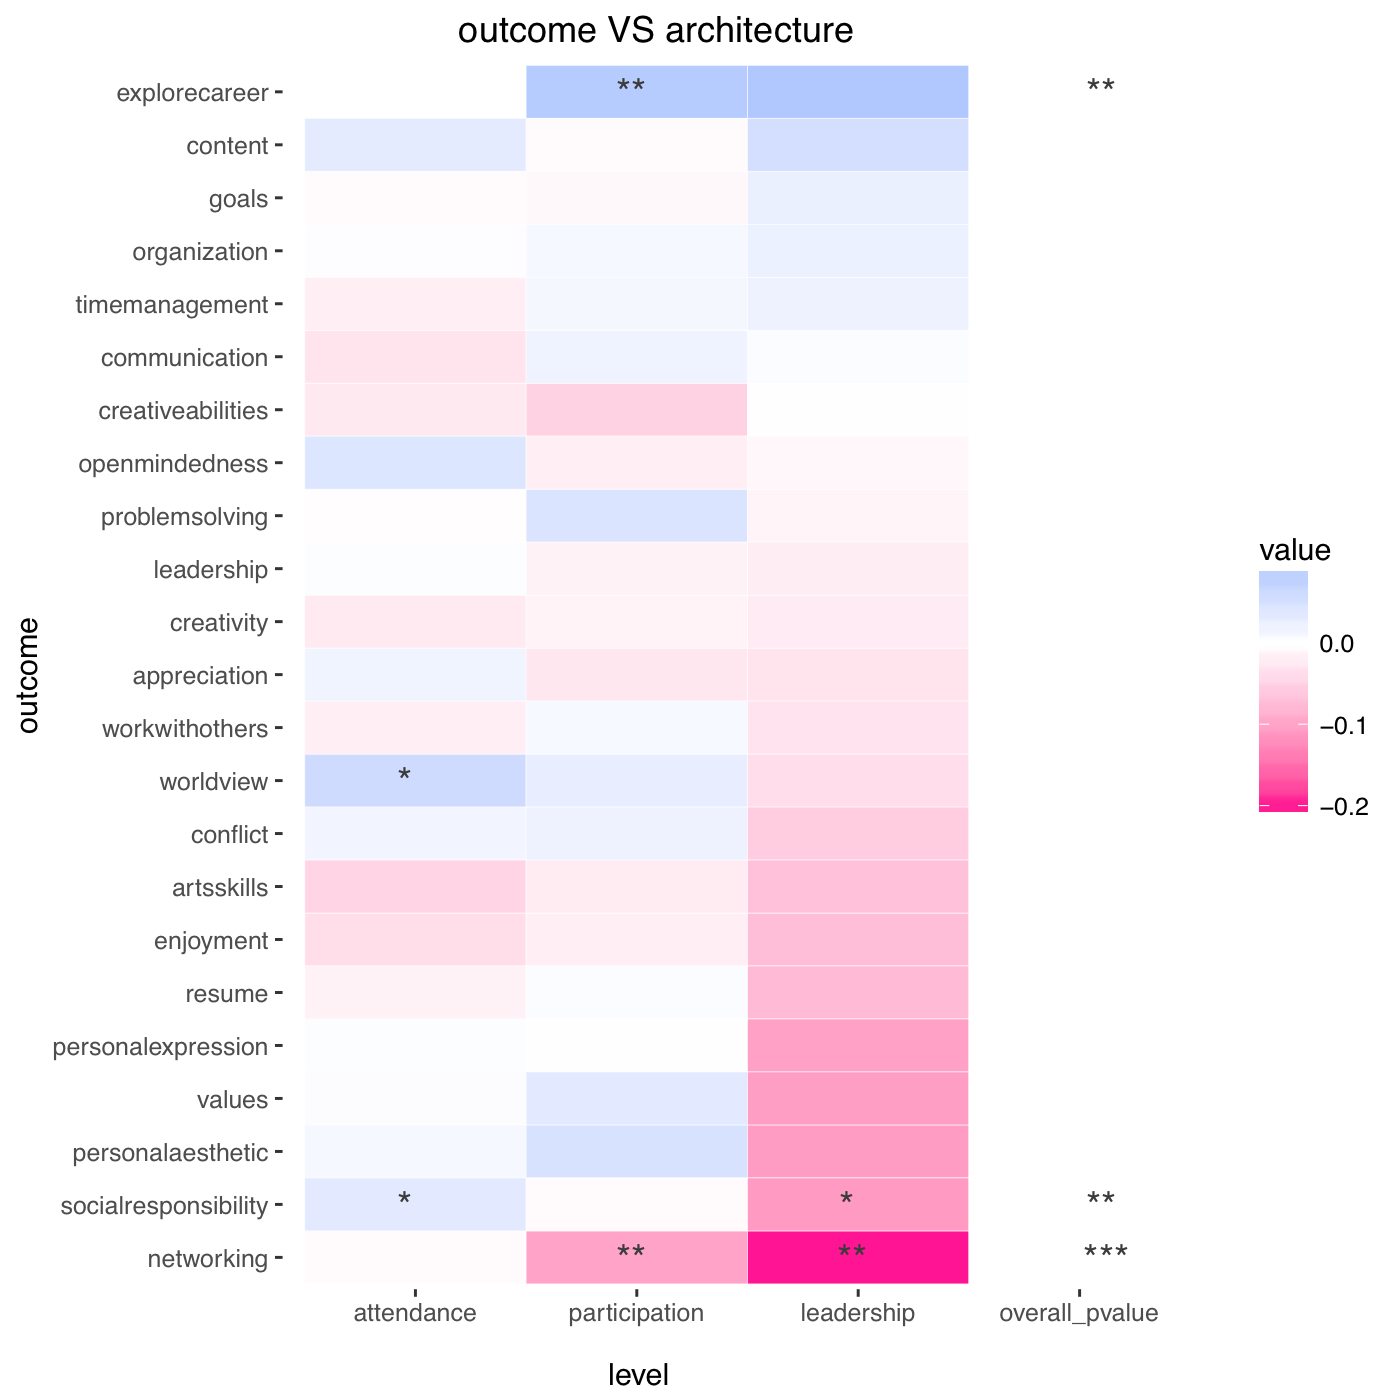 outcome VS architecture
explorecareer ** **
content
goals
organization
timemanagement
communication
creativeabilities
openmindedness
problemsolving
leadership
creativity
appreciation
workwithothers
worldview *
conflict
artsskills
enjoyment
resume
personalexpression
values
personalaesthetic
socialresponsibility * * **
networking ** ** ***
attendance participation leadership overall_pvalue
level
outcome
value
0.0
−0.1
−0.2